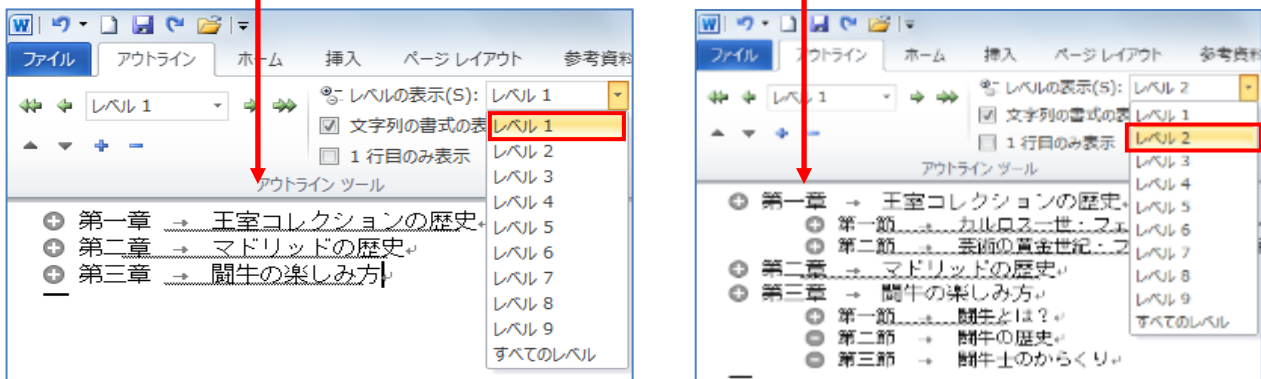 ファイル アウトライン ホーム 挿入 ページ レイアウト 参考資料
レベル 1 レベルの表示(S): レベル 1
文字列の書式の表
1 行目のみ表示
アウトライン ツール
レベル 1
レベル 2
レベル 3
レベル 4
レベル 5
レベル 6
レベル 7
レベル 8
レベル 9
すべてのレベル
第一章 → 王室コレクションの歴史
第二章 → マドリッドの歴史
第三章 → 闘牛の楽しみ方
ファイル アウトライン ホーム 挿入 ページ レイアウト 参考資料
レベル 1 レベルの表示(S): レベル 2
文字列の書式の表
1 行目のみ表示
アウトライン ツール
レベル 1
レベル 2
レベル 3
レベル 4
レベル 5
レベル 6
レベル 7
レベル 8
レベル 9
すべてのレベル
第一章 → 王室コレクションの歴史
第一節 → カルロス一世・フェ
第二節 → 芸術の黄金世紀・フ
第二章 → マドリッドの歴史
第三章 → 闘牛の楽しみ方
第一節 → 闘牛とは?
第二節 → 闘牛の歴史
第三節 → 闘牛士のからくり